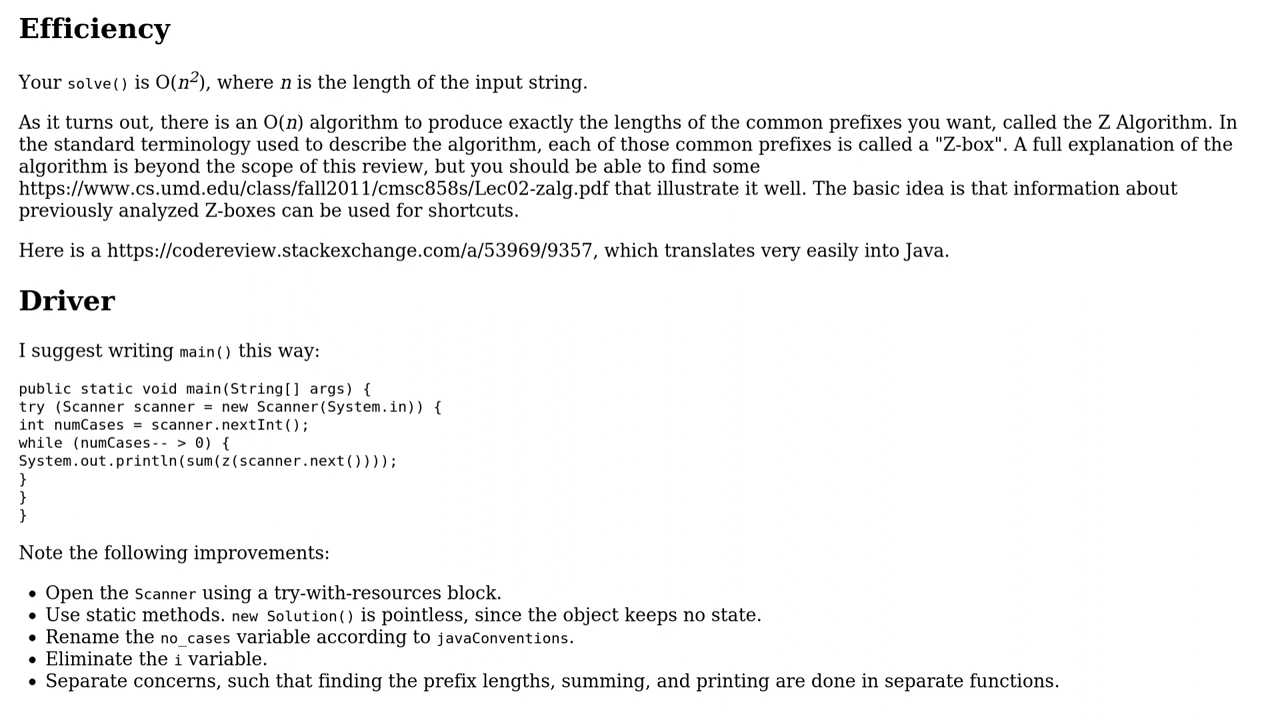 Efficiency
Your solve() is O(n²), where n is the length of the input string.
As it turns out, there is an O(n) algorithm to produce exactly the lengths of the common prefixes you want, called the Z Algorithm. In
the standard terminology used to describe the algorithm, each of those common prefixes is called a "Z-box". A full explanation of the
algorithm is beyond the scope of this review, but you should be able to find some
https://www.cs.umd.edu/class/fall2011/cmsc858s/Lec02-zalg.pdf that illustrate it well. The basic idea is that information about
previously analyzed Z-boxes can be used for shortcuts.
Here is a https://codereview.stackexchange.com/a/53969/9357, which translates very easily into Java.
Driver
I suggest writing main() this way:
public static void main(String[] args) {
try (Scanner scanner = new Scanner(System.in)) {
int numCases = scanner.nextInt();
while (numCases-- > 0) {
System.out.println(sum(z(scanner.next())));
}
}
}
Note the following improvements:
• Open the Scanner using a try-with-resources block.
• Use static methods. new Solution() is pointless, since the object keeps no state.
• Rename the no_cases variable according to javaConventions.
• Eliminate the i variable.
• Separate concerns, such that finding the prefix lengths, summing, and printing are done in separate functions.